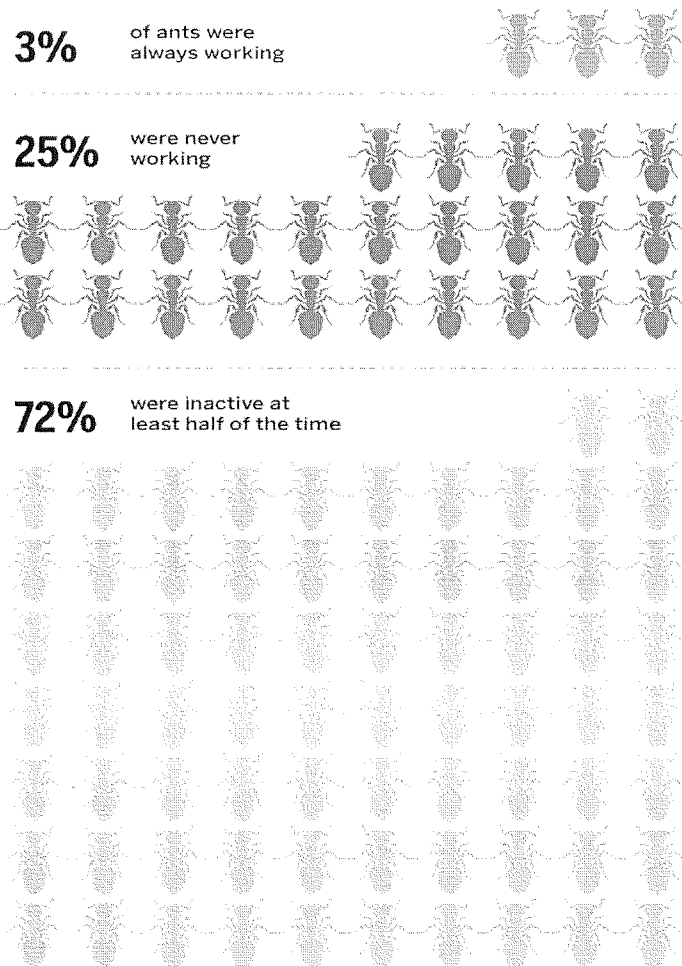 3%
of ants were
always working
25%
were never
working
72%
were inactive at
least half of the time